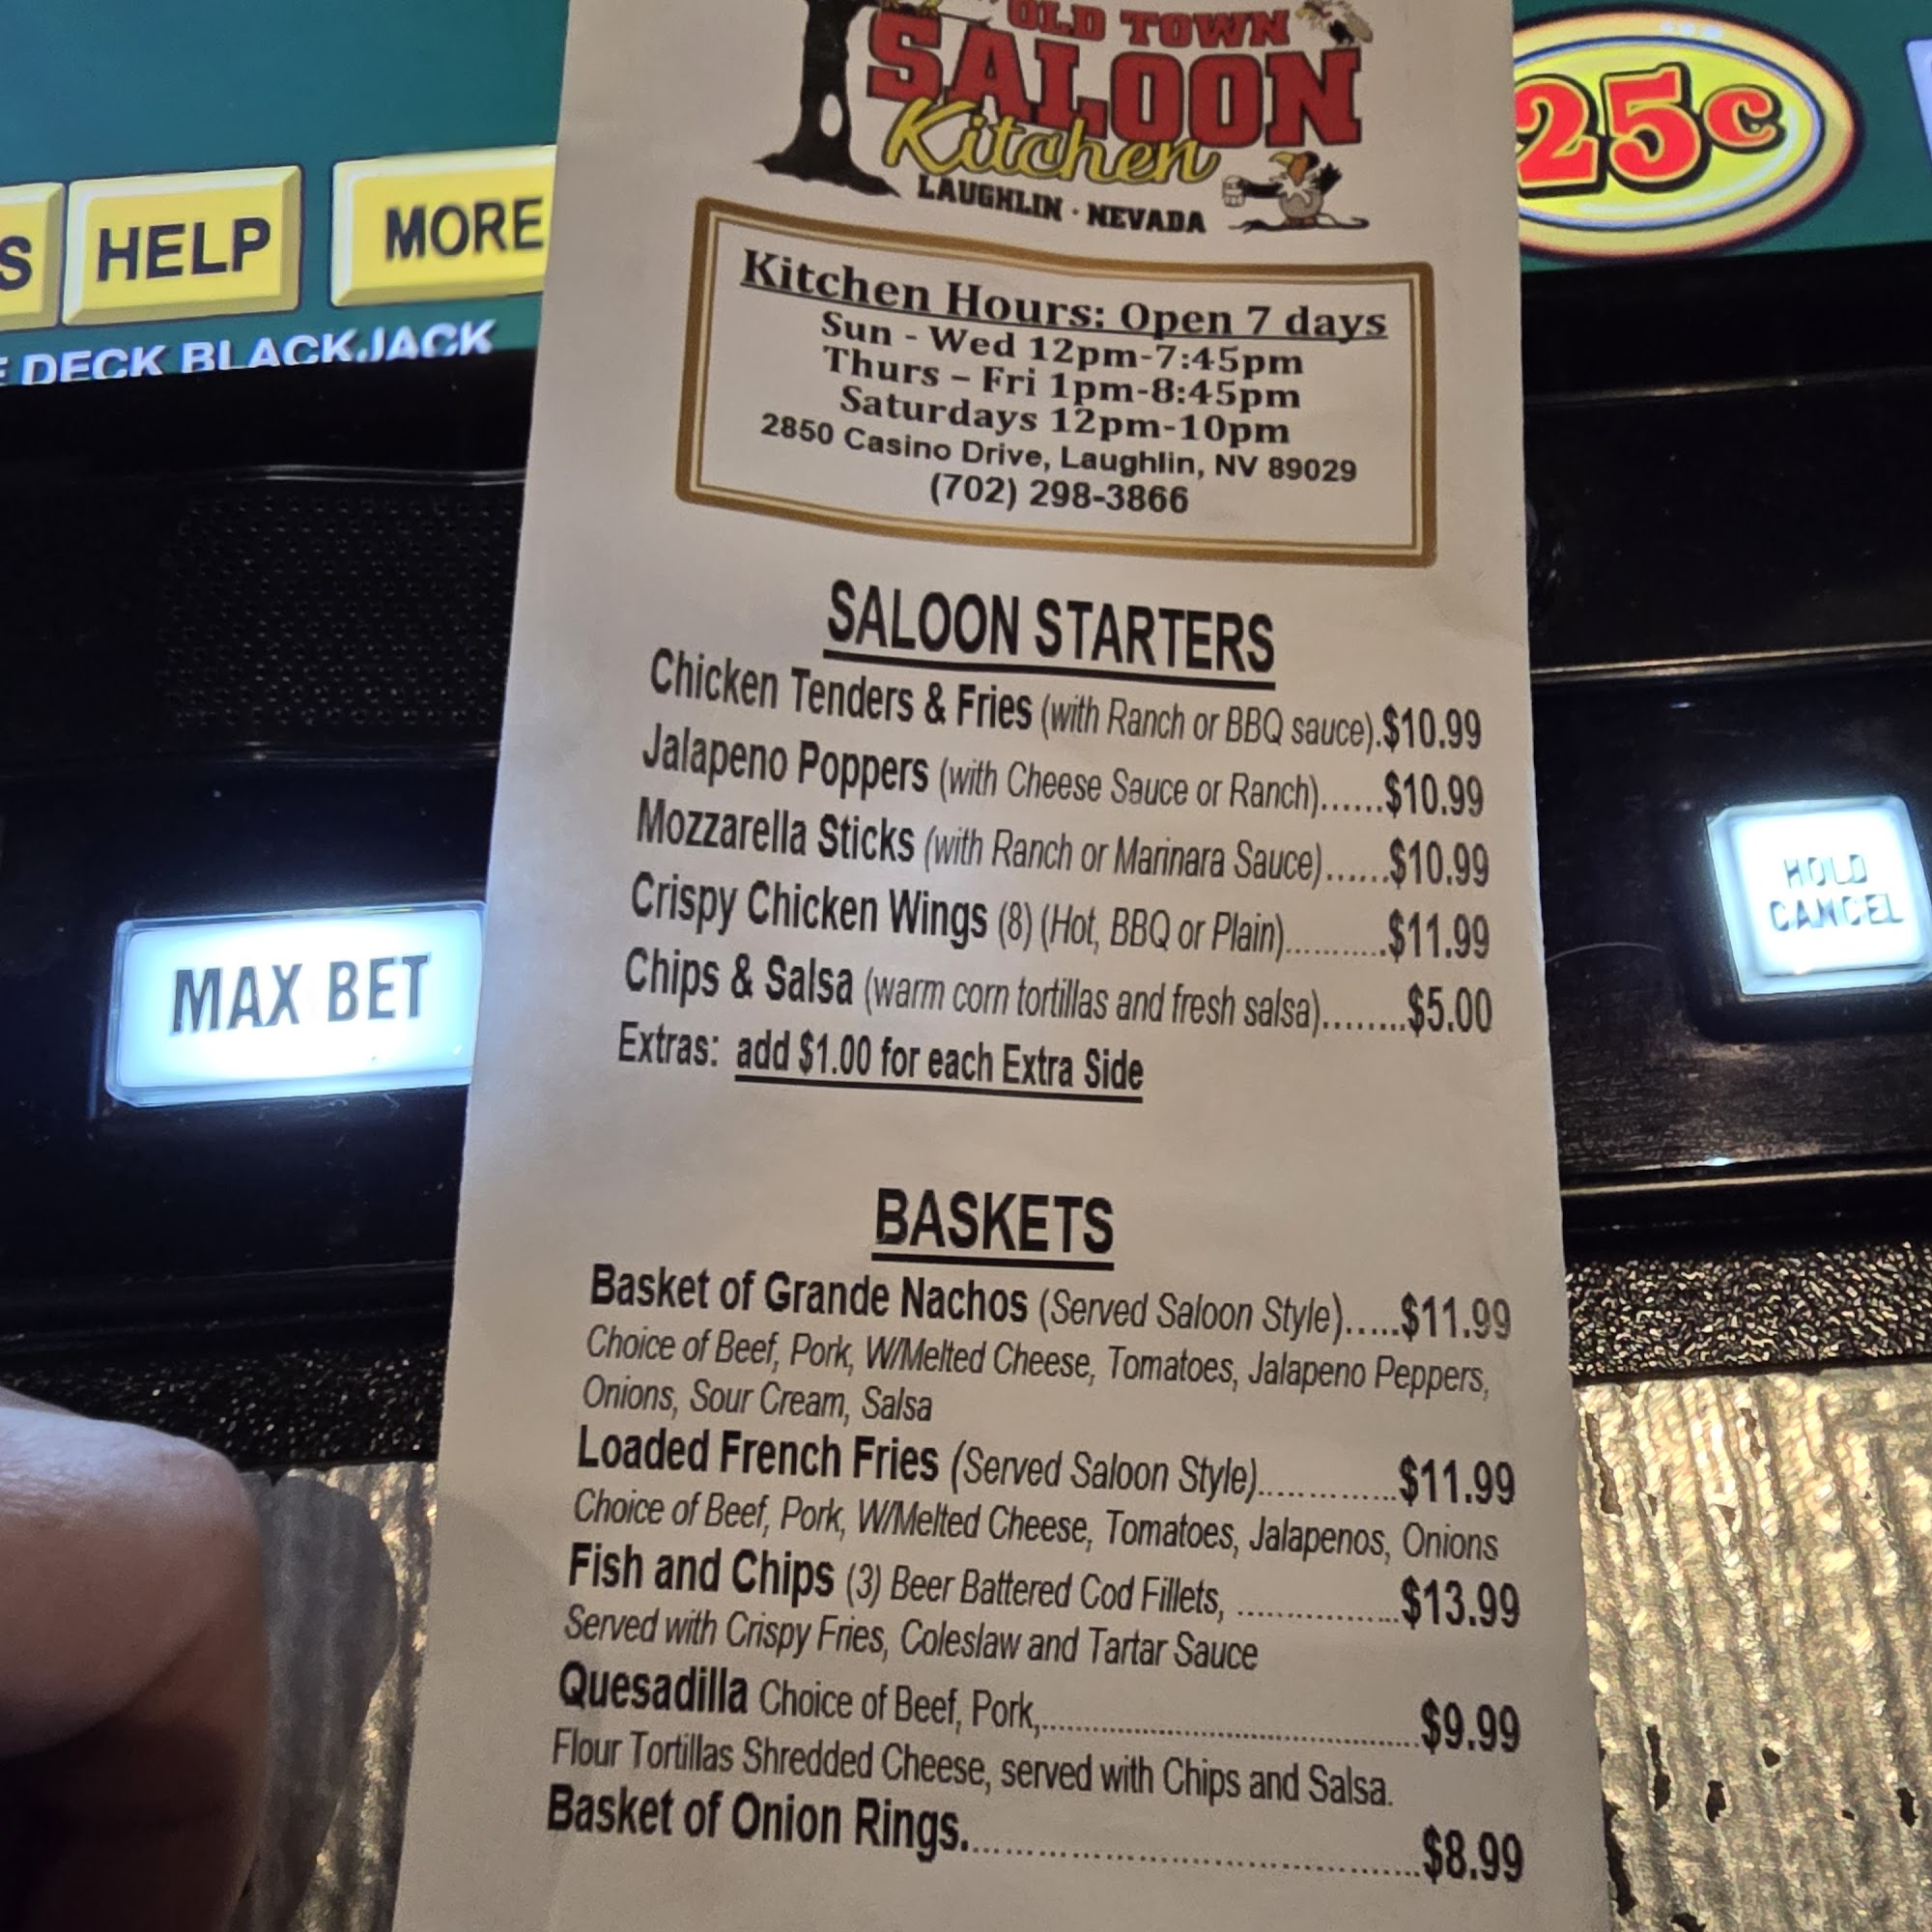 OLD TOWN
SALOON
Kitchen
LAUGHLIN · NEVADA
25¢
S
HELP
MORE
E DECK BLACKJACK
Kitchen Hours: Open 7 days
Sun - Wed 12pm-7:45pm
Thurs – Fri 1pm-8:45pm
Saturdays 12pm-10pm
2850 Casino Drive, Laughlin, NV 89029
(702) 298-3866
SALOON STARTERS
Chicken Tenders & Fries (with Ranch or BBQ sauce).$10.99
Jalapeno Poppers (with Cheese Sauce or Ranch)......$10.99
Mozzarella Sticks (with Ranch or Marinara Sauce)......$10.99
Crispy Chicken Wings (8) (Hot, BBQ or Plain)...........$11.99
Chips & Salsa (warm corn tortillas and fresh salsa)........$5.00
Extras: add $1.00 for each Extra Side
HOLD
CANCEL
MAX BET
BASKETS
Basket of Grande Nachos (Served Saloon Style).....$11.99
Choice of Beef, Pork, W/Melted Cheese, Tomatoes, Jalapeno Peppers,
Onions, Sour Cream, Salsa
Loaded French Fries (Served Saloon Style)..............$11.99
Choice of Beef, Pork, W/Melted Cheese, Tomatoes, Jalapenos, Onions
Fish and Chips (3) Beer Battered Cod Fillets, ..................$13.99
Served with Crispy Fries, Coleslaw and Tartar Sauce
Quesadilla Choice of Beef, Pork,..........................................$9.99
Flour Tortillas Shredded Cheese, served with Chips and Salsa.
Basket of Onion Rings...........................................$8.99